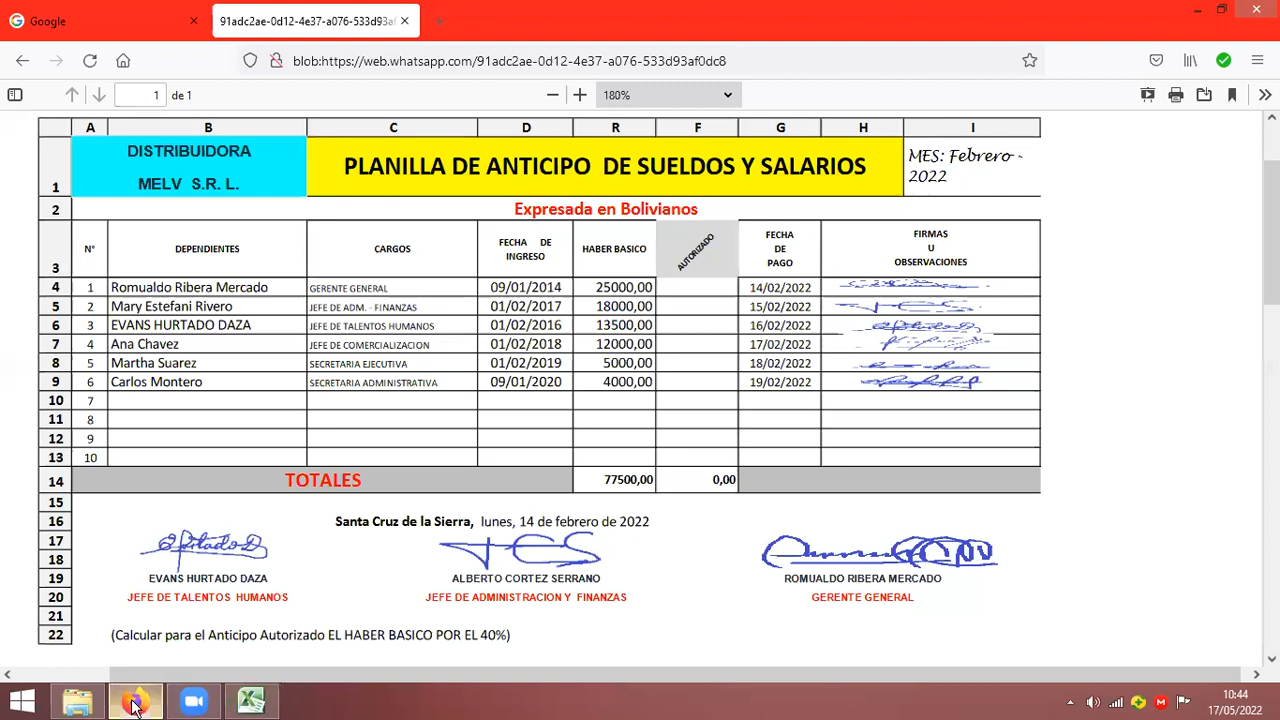 Google
91adc2ae-0d12-4e37-a076-533d93
blob:https://web.whatsapp.com/91adc2ae-0d12-4e37-a076-533d93af0dc8
1 de 1 180%
A B C D R F G H I
1 DISTRIBUIDORA
MELV S.R. L.
PLANILLA DE ANTICIPO DE SUELDOS Y SALARIOS
MES: Febrero -
2022
2 Expresada en Bolivianos
3 N° DEPENDIENTES CARGOS FECHA DE INGRESO HABER BASICO AUTORIZADO FECHA DE PAGO FIRMAS U OBSERVACIONES
4 1 Romualdo Ribera Mercado GERENTE GENERAL 09/01/2014 25000,00 14/02/2022
5 2 Mary Estefani Rivero JEFE DE ADM. - FINANZAS 01/02/2017 18000,00 15/02/2022
6 3 EVANS HURTADO DAZA JEFE DE TALENTOS HUMANOS 01/02/2016 13500,00 16/02/2022
7 4 Ana Chavez JEFE DE COMERCIALIZACION 01/02/2018 12000,00 17/02/2022
8 5 Martha Suarez SECRETARIA EJECUTIVA 01/02/2019 5000,00 18/02/2022
9 6 Carlos Montero SECRETARIA ADMINISTRATIVA 09/01/2020 4000,00 19/02/2022
10 7
11 8
12 9
13 10
14 TOTALES 77500,00 0,00
15
16 Santa Cruz de la Sierra, lunes, 14 de febrero de 2022
17
18
19 EVANS HURTADO DAZA ALBERTO CORTEZ SERRANO ROMUALDO RIBERA MERCADO
20 JEFE DE TALENTOS HUMANOS JEFE DE ADMINISTRACION Y FINANZAS GERENTE GENERAL
21
22 (Calcular para el Anticipo Autorizado EL HABER BASICO POR EL 40%)
10:44
17/05/2022